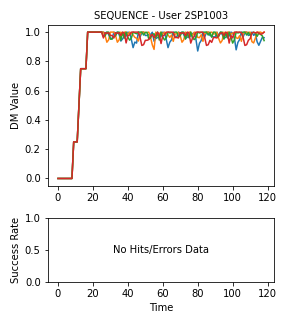 SEQUENCE - User 2SP1003
DM Value
1.0
0.8
0.6
0.4
0.2
0.0
0 20 40 60 80 100 120
Success Rate
1.0
0.5
0.0
No Hits/Errors Data
0 20 40 60 80 100 120
Time